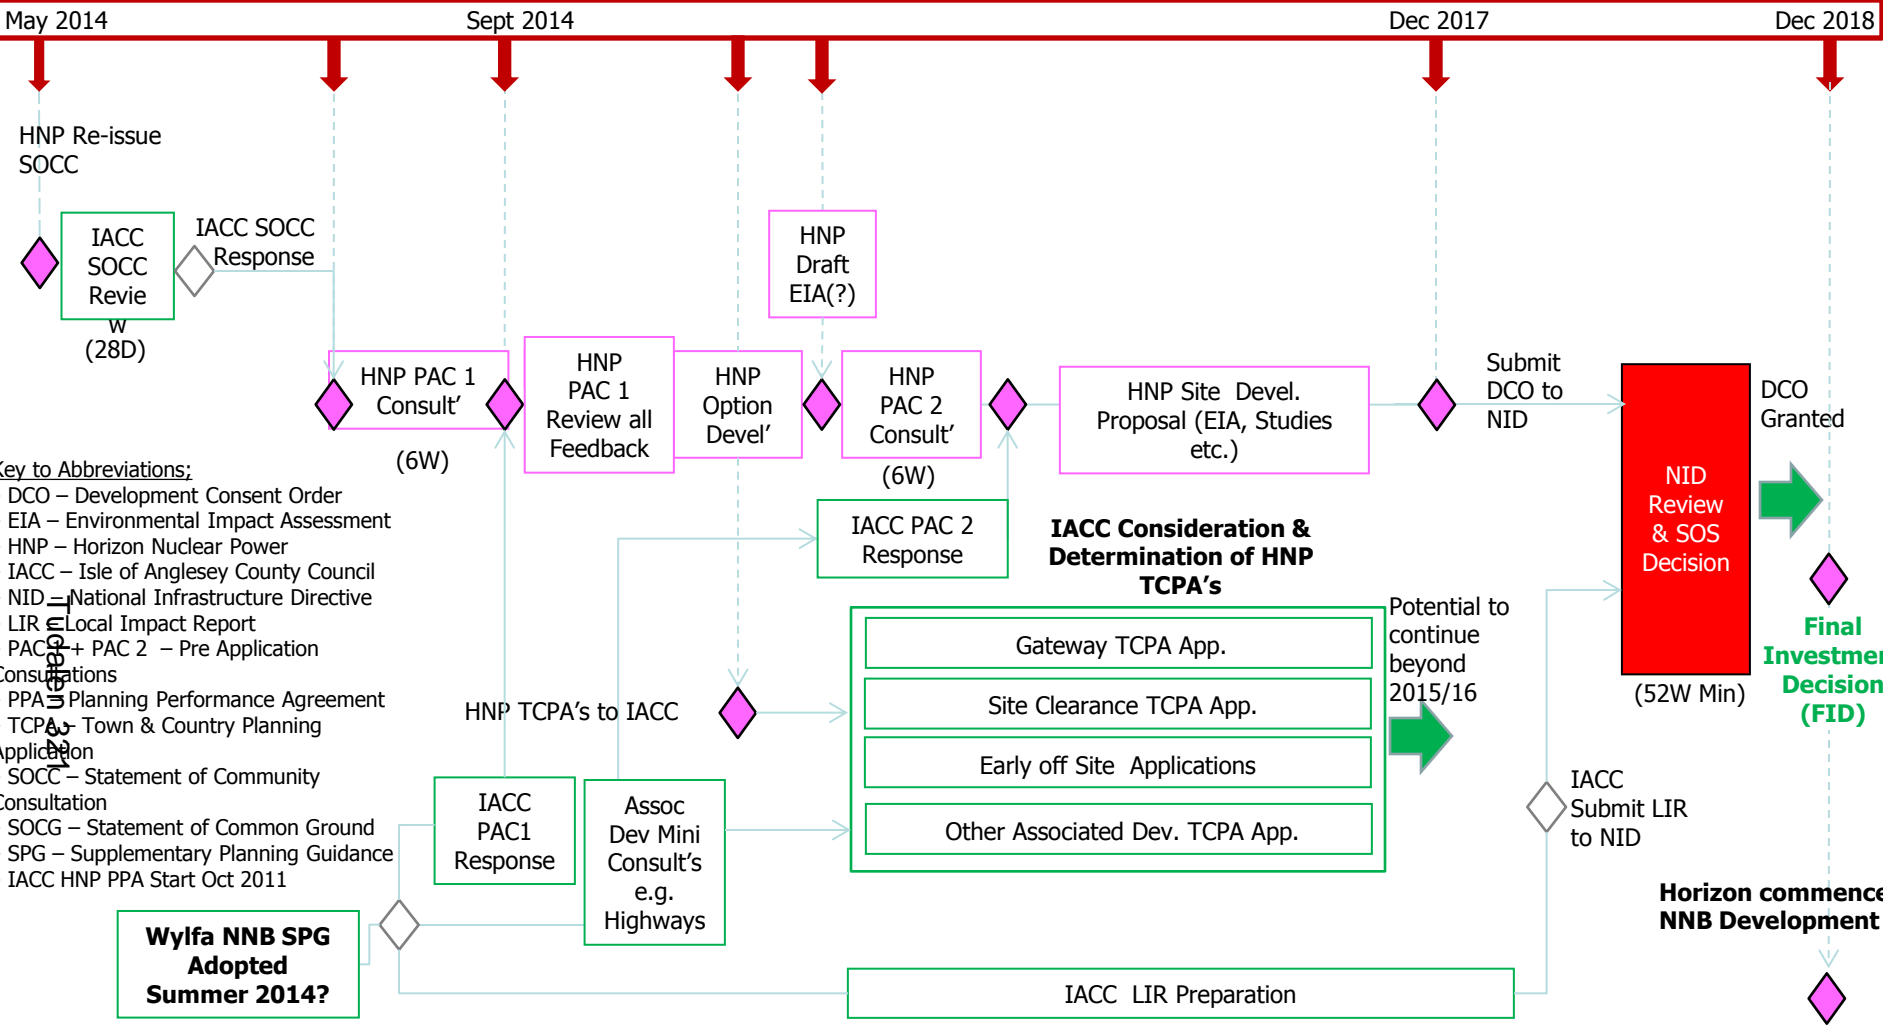 May 2014
Sept 2014
Dec 2017
Dec 2018
HNP Re-issue
SOCC
IACC
SOCC
Revie
w
(28D)
IACC SOCC
Response
HNP
Draft
EIA(?)
HNP PAC 1
Consult'
(6W)
HNP
PAC 1
Review all
Feedback
HNP
Option
Devel'
HNP
PAC 2
Consult'
(6W)
HNP Site Devel.
Proposal (EIA, Studies
etc.)
Submit
DCO to
NID
NID
Review
& SOS
Decision
(52W Min)
DCO
Granted
Final
Investmen
Decision
(FID)
Key to Abbreviations;
DCO – Development Consent Order
EIA – Environmental Impact Assessment
HNP – Horizon Nuclear Power
IACC – Isle of Anglesey County Council
NID – National Infrastructure Directive
LIR – Local Impact Report
PAC 1 + PAC 2 – Pre Application
Consultations
PPA – Planning Performance Agreement
TCPA – Town & Country Planning
Application
SOCC – Statement of Community
Consultation
SOCG – Statement of Common Ground
SPG – Supplementary Planning Guidance
IACC HNP PPA Start Oct 2011
Tudalen 321
IACC PAC 2
Response
IACC Consideration &
Determination of HNP
TCPA's
Gateway TCPA App.
Site Clearance TCPA App.
Early off Site Applications
Other Associated Dev. TCPA App.
Potential to
continue
beyond
2015/16
HNP TCPA's to IACC
IACC
PAC1
Response
Assoc
Dev Mini
Consult's
e.g.
Highways
IACC
Submit LIR
to NID
Horizon commence
NNB Development
Wylfa NNB SPG
Adopted
Summer 2014?
IACC LIR Preparation